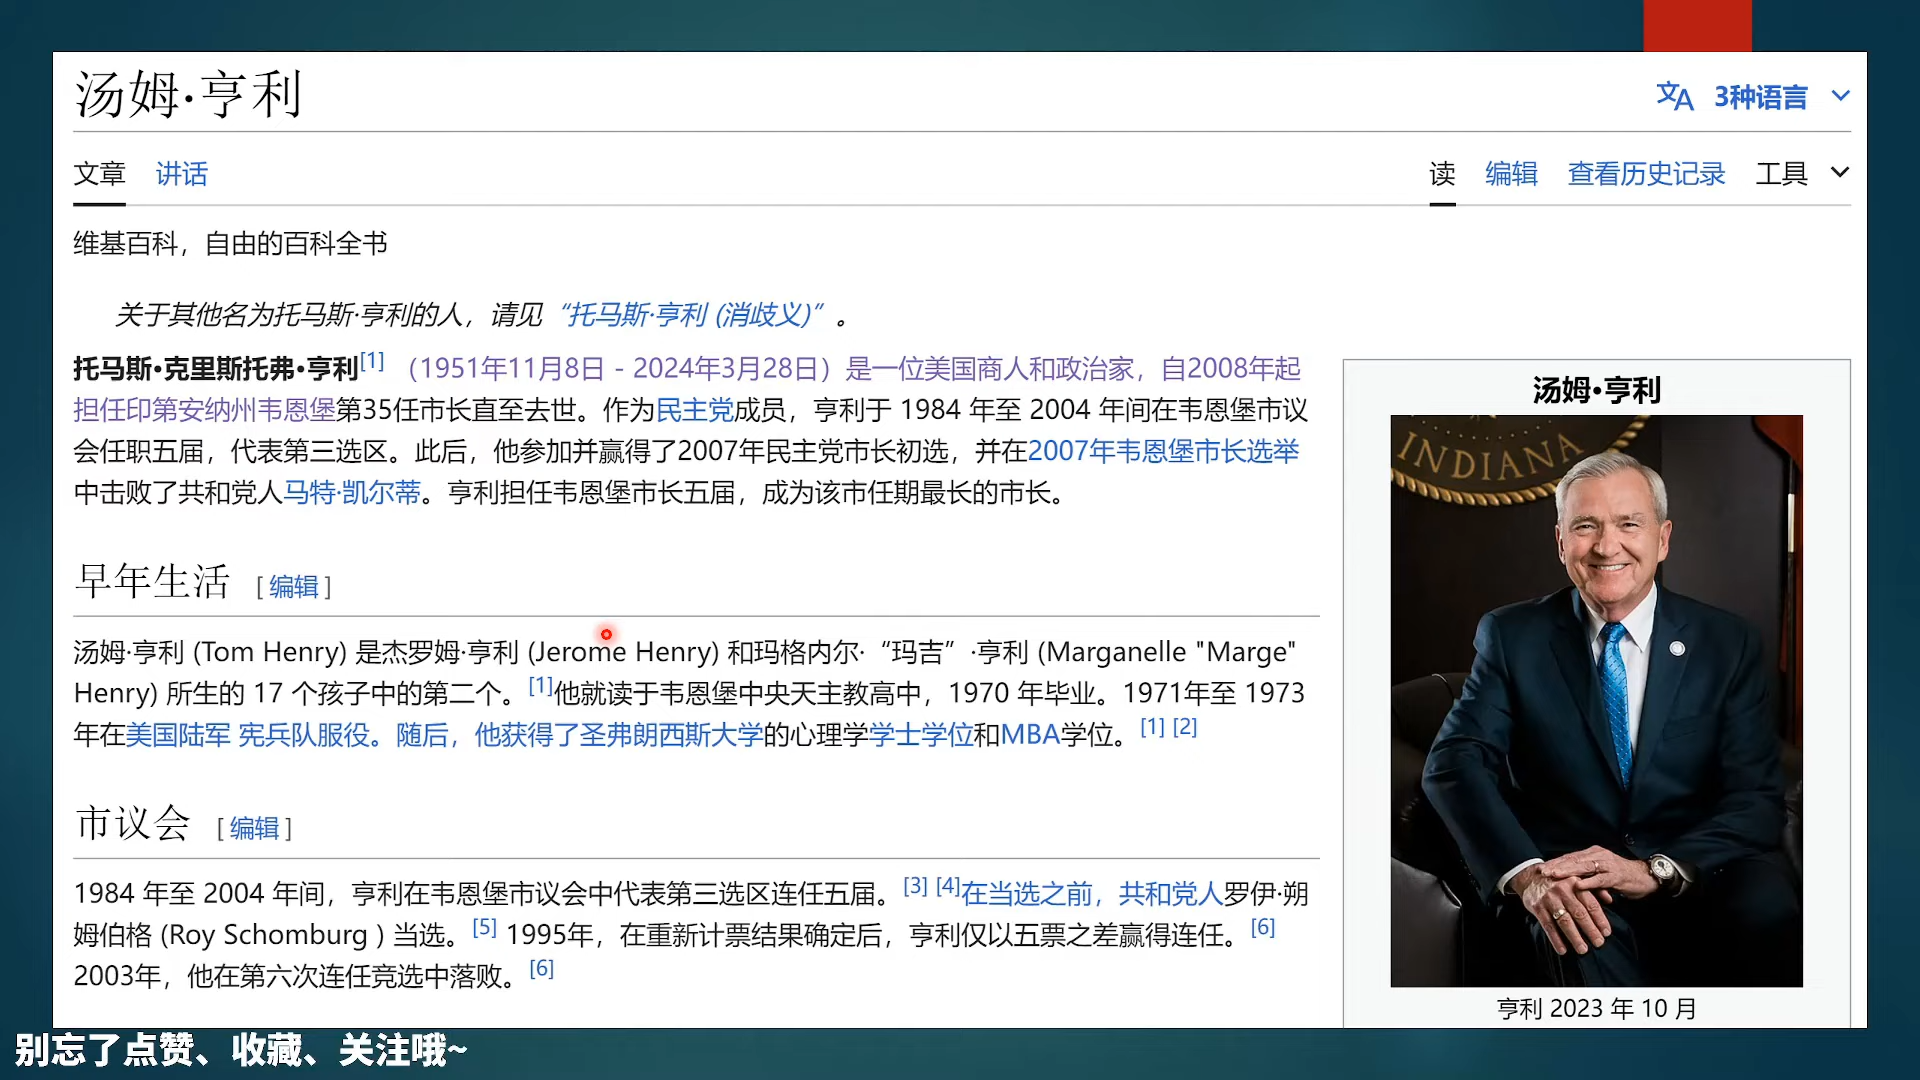 汤姆·亨利
文A 3种语言
文章 讲话 读 编辑 查看历史记录 工具
维基百科，自由的百科全书
关于其他名为托马斯·亨利的人，请见 “托马斯·亨利 (消歧义)” 。
托马斯·克里斯托弗·亨利[1] （1951年11月8日 - 2024年3月28日）是一位美国商人和政治家，自2008年起
担任印第安纳州韦恩堡第35任市长直至去世。作为民主党成员，亨利于 1984 年至 2004 年间在韦恩堡市议
会任职五届，代表第三选区。此后，他参加并赢得了2007年民主党市长初选，并在2007年韦恩堡市长选举
中击败了共和党人马特·凯尔蒂。亨利担任韦恩堡市长五届，成为该市任期最长的市长。
早年生活 [ 编辑 ]
汤姆·亨利 (Tom Henry) 是杰罗姆·亨利 (Jerome Henry) 和玛格内尔·“玛吉”·亨利 (Marganelle "Marge"
Henry) 所生的 17 个孩子中的第二个。[1]他就读于韦恩堡中央天主教高中，1970 年毕业。1971年至 1973
年在美国陆军 宪兵队服役。随后，他获得了圣弗朗西斯大学的心理学学士学位和MBA学位。[1] [2]
市议会 [ 编辑 ]
1984 年至 2004 年间，亨利在韦恩堡市议会中代表第三选区连任五届。[3] [4]在当选之前，共和党人罗伊·朔
姆伯格 (Roy Schomburg ) 当选。[5] 1995年，在重新计票结果确定后，亨利仅以五票之差赢得连任。[6]
2003年，他在第六次连任竞选中落败。[6]
汤姆·亨利
INDIANA
亨利 2023 年 10 月
别忘了点赞、收藏、关注哦~